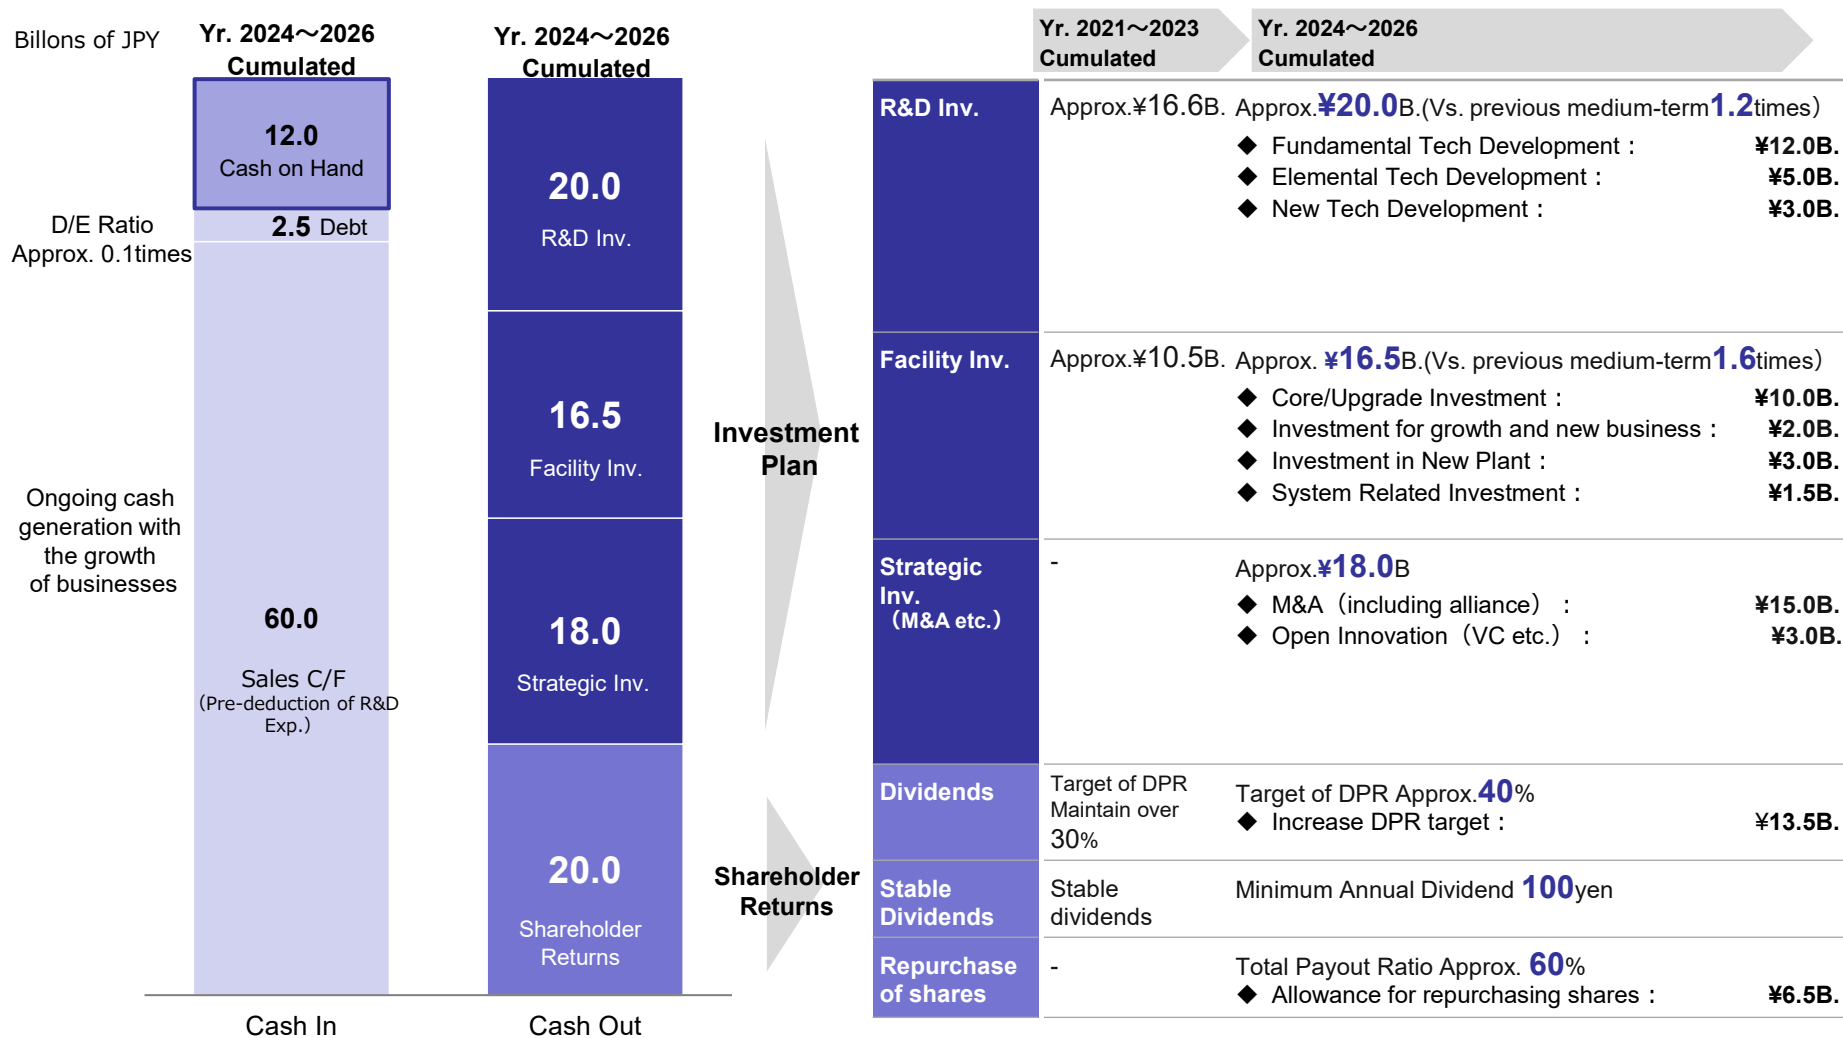 Billons of JPY
Yr. 2024～2026
Cumulated
12.0
Cash on Hand
D/E Ratio
Approx. 0.1times
2.5 Debt
Ongoing cash
generation with
the growth
of businesses
60.0
Sales C/F
（Pre-deduction of R&D
Exp.）
Cash In
Yr. 2024～2026
Cumulated
20.0
R&D Inv.
16.5
Facility Inv.
18.0
Strategic Inv.
20.0
Shareholder
Returns
Cash Out
Investment
Plan
Shareholder
Returns
Yr. 2021～2023
Cumulated
Yr. 2024～2026
Cumulated
R&D Inv.
Approx.¥16.6B.
Approx.¥20.0B.(Vs. previous medium-term1.2times）
◆ Fundamental Tech Development： ¥12.0B.
◆ Elemental Tech Development： ¥5.0B.
◆ New Tech Development： ¥3.0B.
Facility Inv.
Approx.¥10.5B.
Approx. ¥16.5B.(Vs. previous medium-term1.6times）
◆ Core/Upgrade Investment： ¥10.0B.
◆ Investment for growth and new business： ¥2.0B.
◆ Investment in New Plant： ¥3.0B.
◆ System Related Investment： ¥1.5B.
Strategic
Inv.
（M&A etc.）
-
Approx.¥18.0B
◆ M&A（including alliance）： ¥15.0B.
◆ Open Innovation（VC etc.）： ¥3.0B.
Dividends
Target of DPR
Maintain over
30%
Target of DPR Approx.40%
◆ Increase DPR target： ¥13.5B.
Stable
Dividends
Stable
dividends
Minimum Annual Dividend 100yen
Repurchase
of shares
-
Total Payout Ratio Approx. 60%
◆ Allowance for repurchasing shares： ¥6.5B.